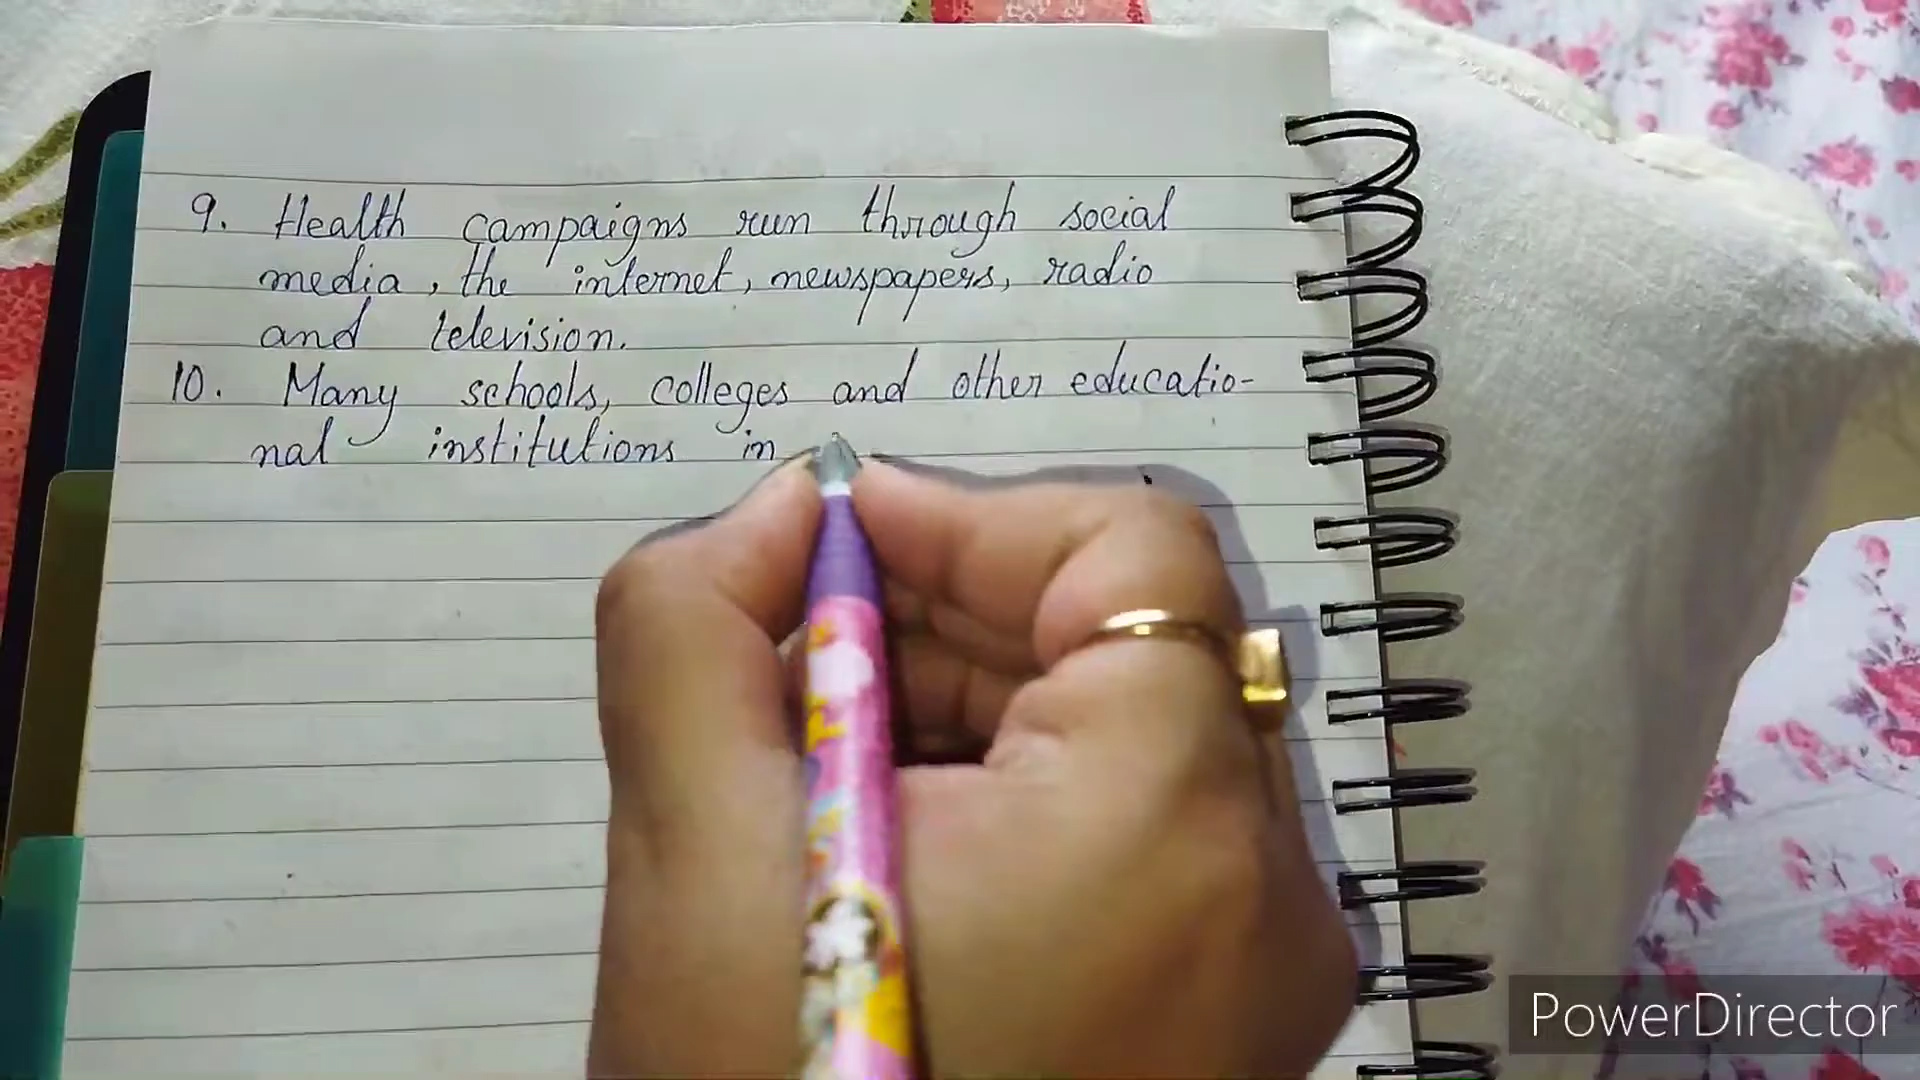 9. Health campaigns run through social
media, the internet, newspapers, radio
and television.
10. Many schools, colleges and other educatio-
nal institutions in
PowerDirector